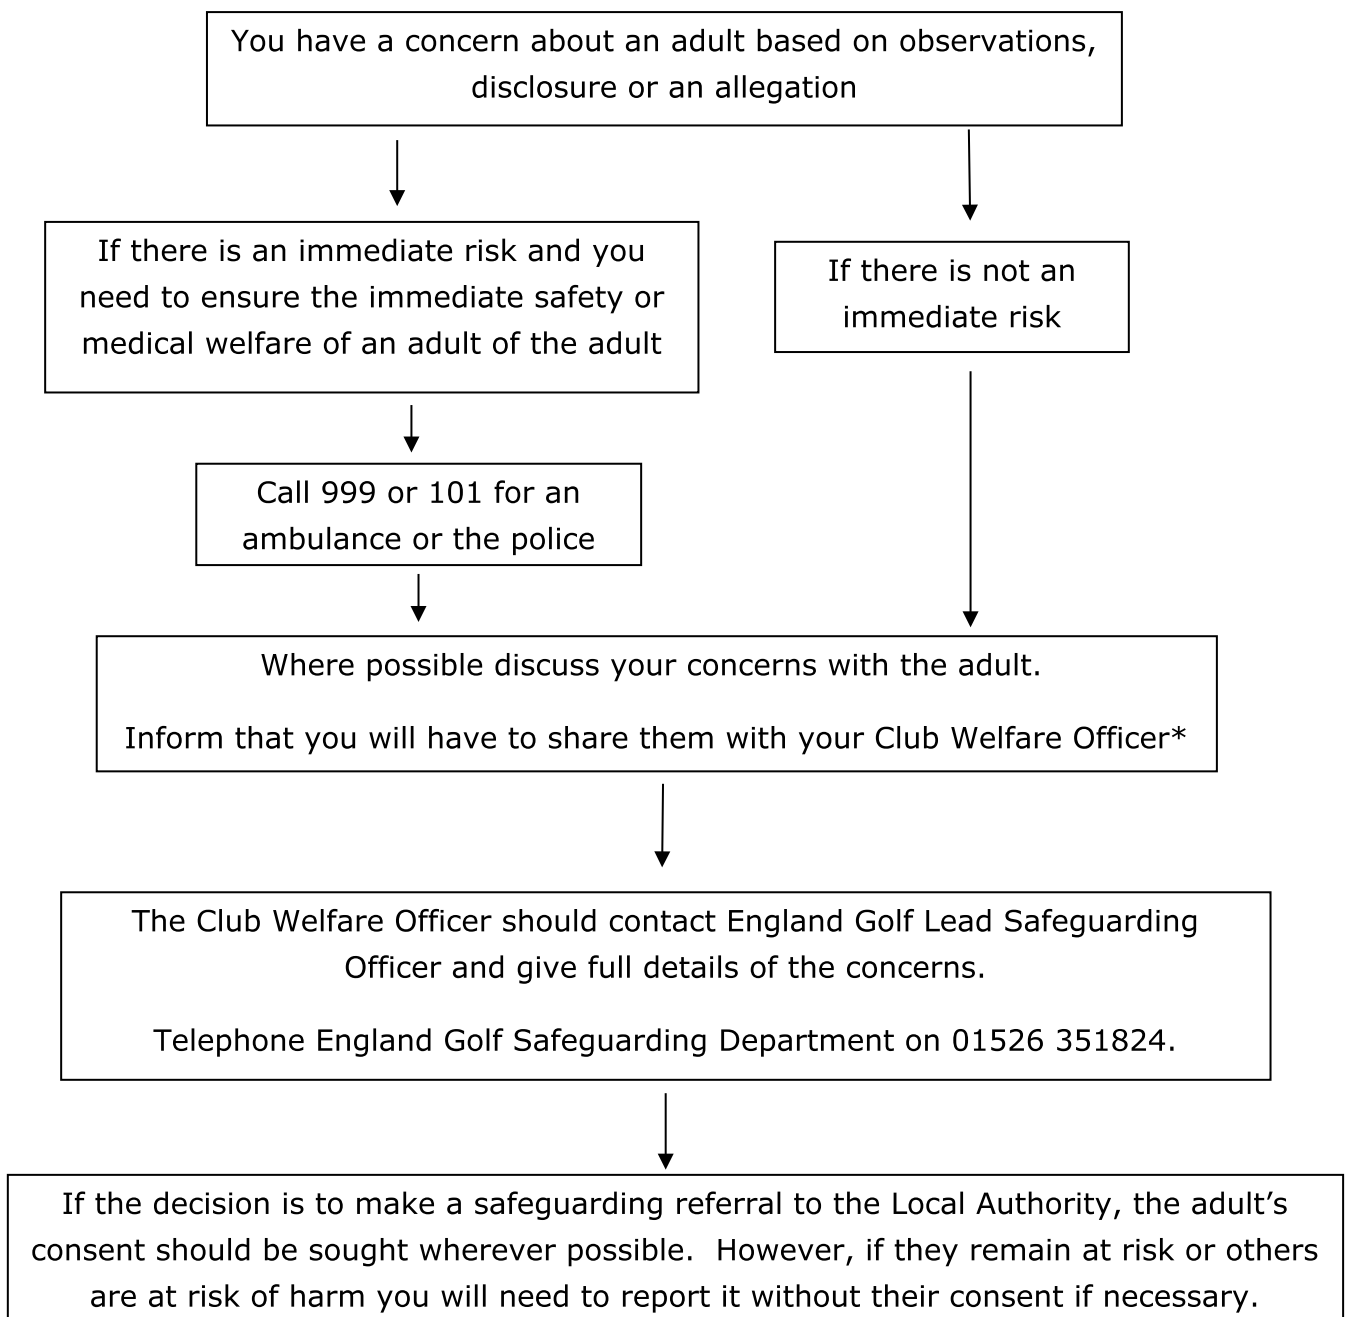 You have a concern about an adult based on observations,
disclosure or an allegation
If there is an immediate risk and you
need to ensure the immediate safety or
medical welfare of an adult of the adult
If there is not an
immediate risk
Call 999 or 101 for an
ambulance or the police
Where possible discuss your concerns with the adult.
Inform that you will have to share them with your Club Welfare Officer*
The Club Welfare Officer should contact England Golf Lead Safeguarding
Officer and give full details of the concerns.
Telephone England Golf Safeguarding Department on 01526 351824.
If the decision is to make a safeguarding referral to the Local Authority, the adult’s
consent should be sought wherever possible.  However, if they remain at risk or others
are at risk of harm you will need to report it without their consent if necessary.